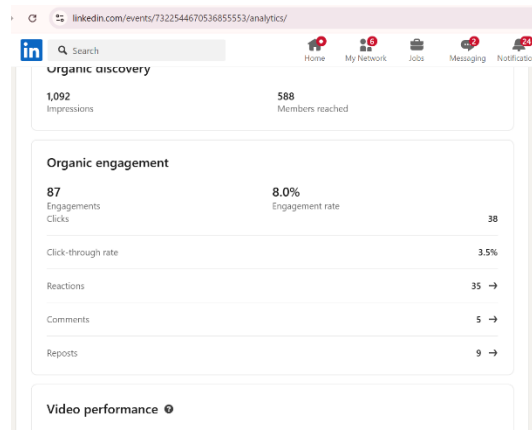 linkedin.com/events/7322544670536855553/analytics/
in
Search
6
2
24
Home
My Network
Jobs
Messaging
Notificatio
Organic discovery
1,092
588
Impressions
Members reached
Organic engagement
87
8.0%
Engagements
Engagement rate
Clicks
38
Click-through rate
3.5%
Reactions
35 →
Comments
5 →
Reposts
9 →
Video performance ?